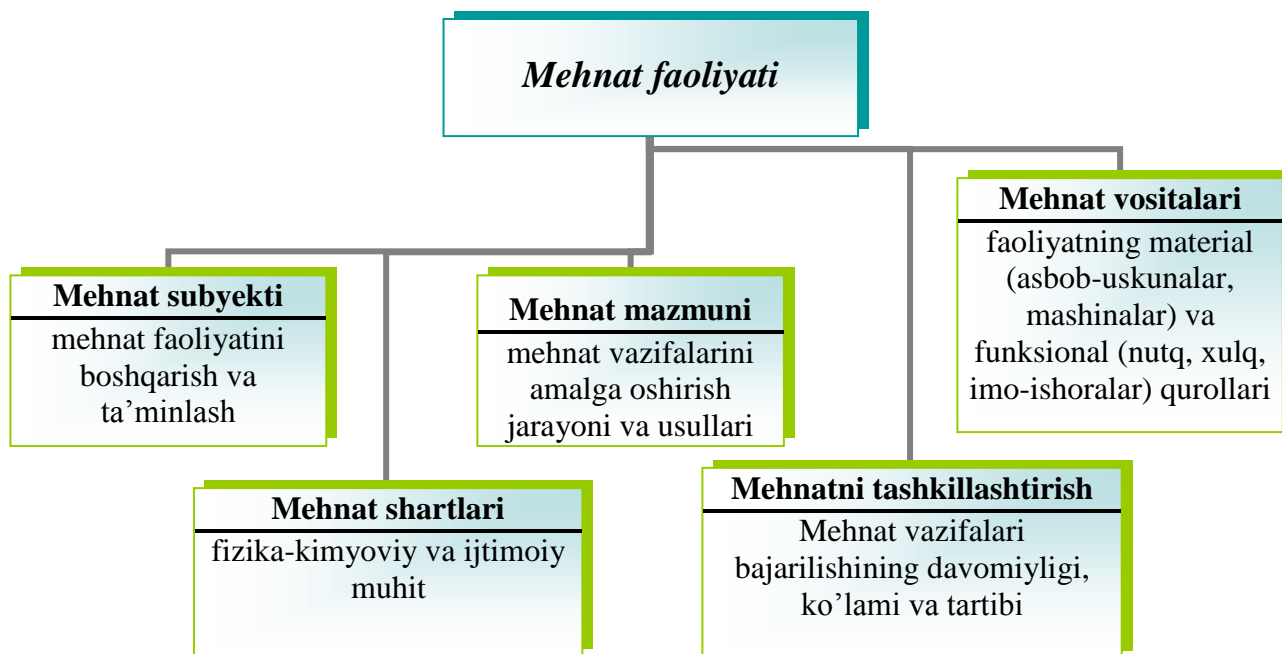 Mehnat faoliyati
Mehnat subyekti
mehnat faoliyatini
boshqarish va
ta’minlash
Mehnat mazmuni
mehnat vazifalarini
amalga oshirish
jarayoni va usullari
Mehnat vositalari
faoliyatning material
(asbob-uskunalar,
mashinalar) va
funksional (nutq, xulq,
imo-ishoralar) qurollari
Mehnat shartlari
fizika-kimyoviy va ijtimoiy
muhit
Mehnatni tashkillashtirish
Mehnat vazifalari
bajarilishining davomiyligi,
ko’lami va tartibi